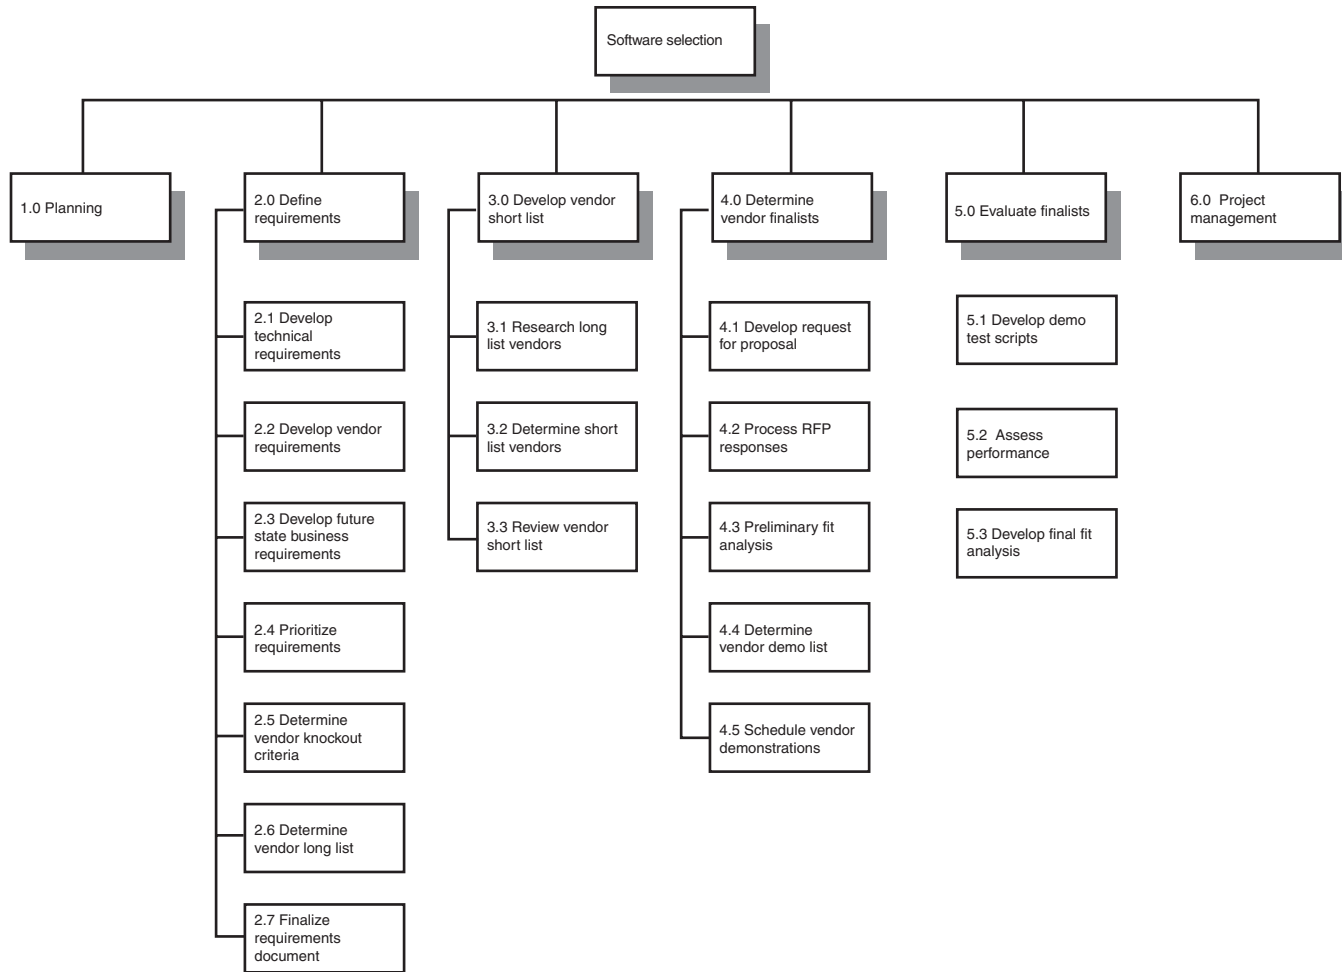 Software selection
1.0 Planning
2.0 Define
requirements
3.0 Develop vendor
short list
4.0 Determine
vendor finalists
5.0 Evaluate finalists
6.0 Project
management
2.1 Develop
technical
requirements
2.2 Develop vendor
requirements
2.3 Develop future
state business
requirements
2.4 Prioritize
requirements
2.5 Determine
vendor knockout
criteria
2.6 Determine
vendor long list
2.7 Finalize
requirements
document
3.1 Research long
list vendors
3.2 Determine short
list vendors
3.3 Review vendor
short list
4.1 Develop request
for proposal
4.2 Process RFP
responses
4.3 Preliminary fit
analysis
4.4 Determine
vendor demo list
4.5 Schedule vendor
demonstrations
5.1 Develop demo
test scripts
5.2 Assess
performance
5.3 Develop final fit
analysis